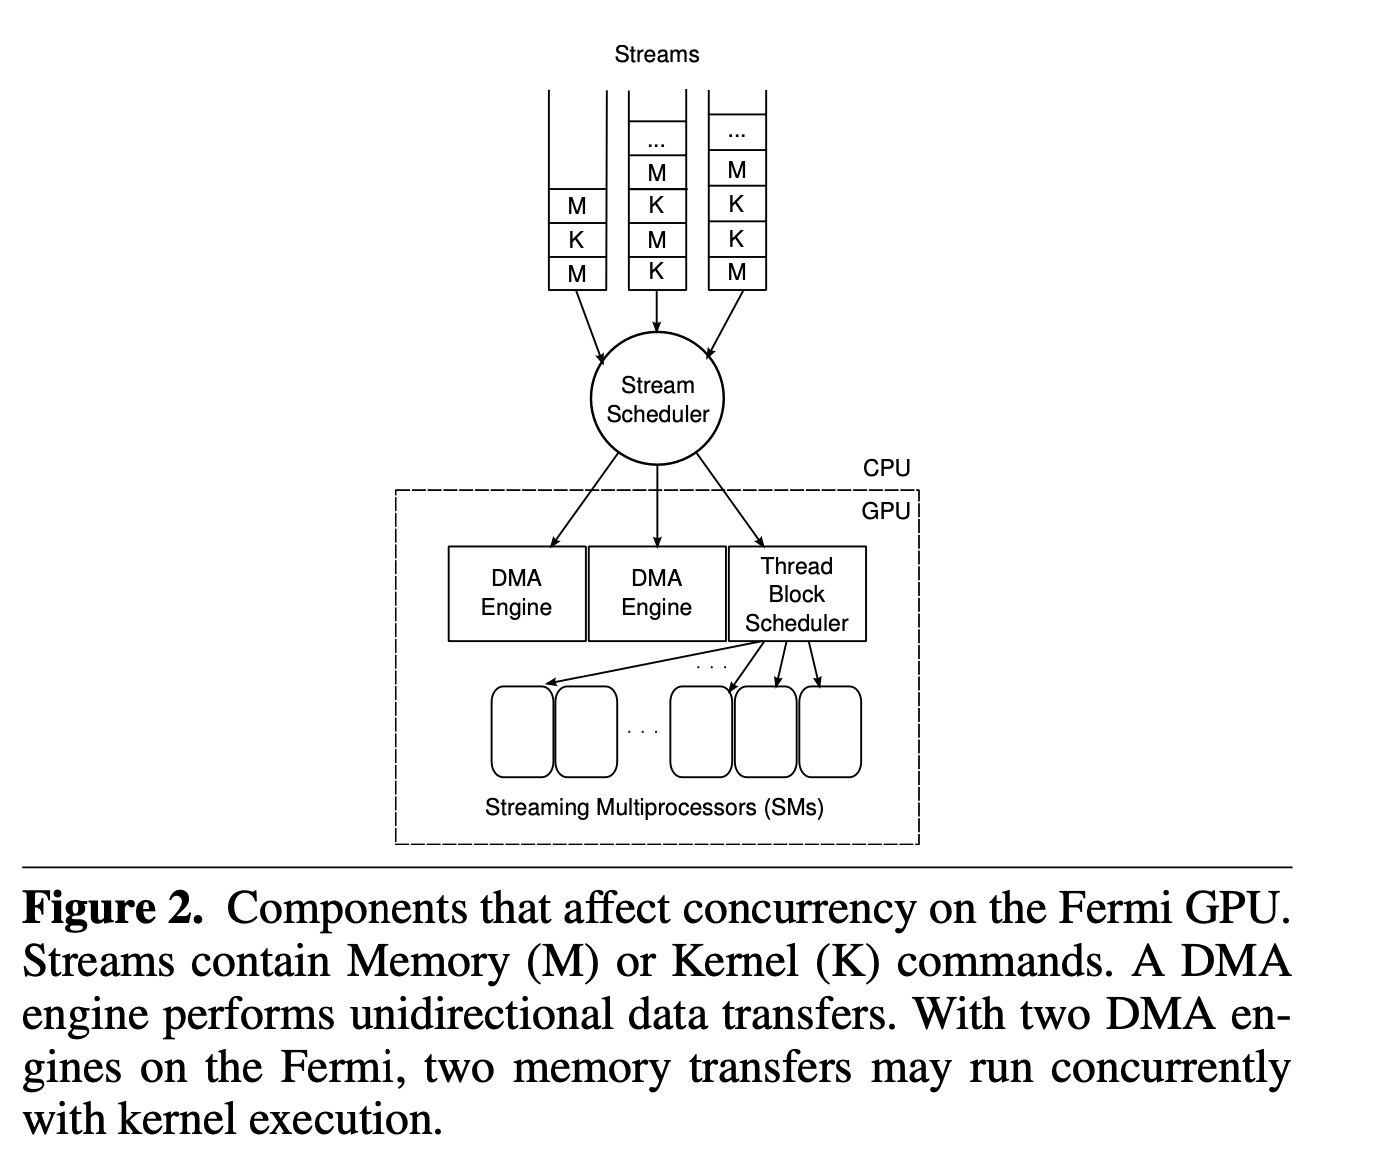 Streams
...
...
M
M
M
K
K
K
M
K
M
K
M
Stream
Scheduler
CPU
GPU
DMA
Engine
DMA
Engine
Thread
Block
Scheduler
. . .
. . .
Streaming Multiprocessors (SMs)
Figure 2. Components that affect concurrency on the Fermi GPU.
Streams contain Memory (M) or Kernel (K) commands. A DMA
engine performs unidirectional data transfers. With two DMA en-
gines on the Fermi, two memory transfers may run concurrently
with kernel execution.